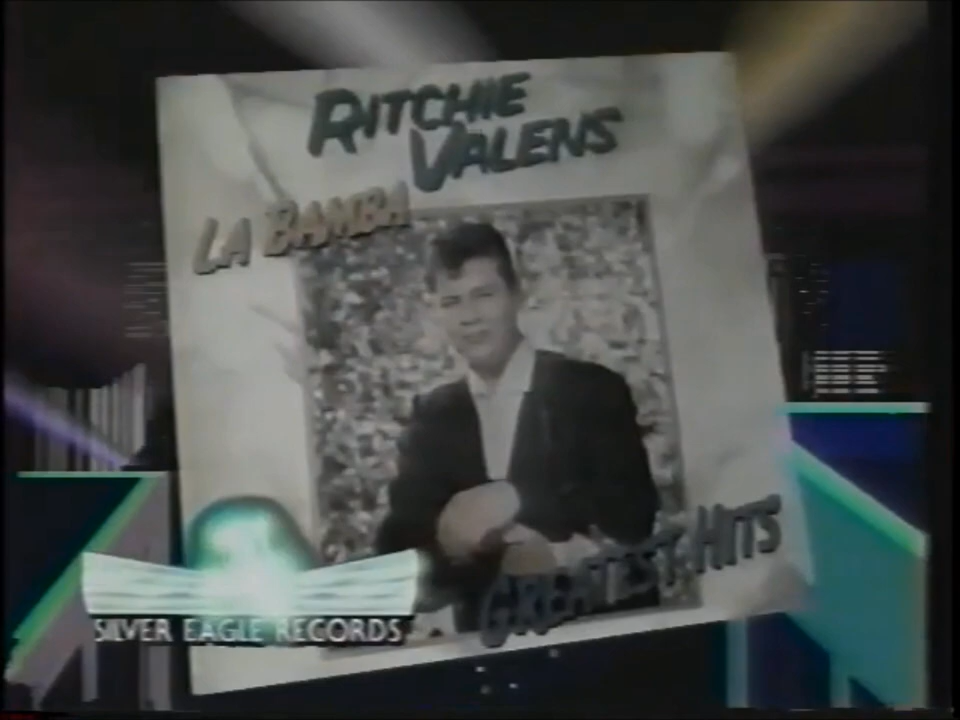 RITCHIE
VALENS
LA BAMBA
GREATEST HITS
SILVER EAGLE RECORDS